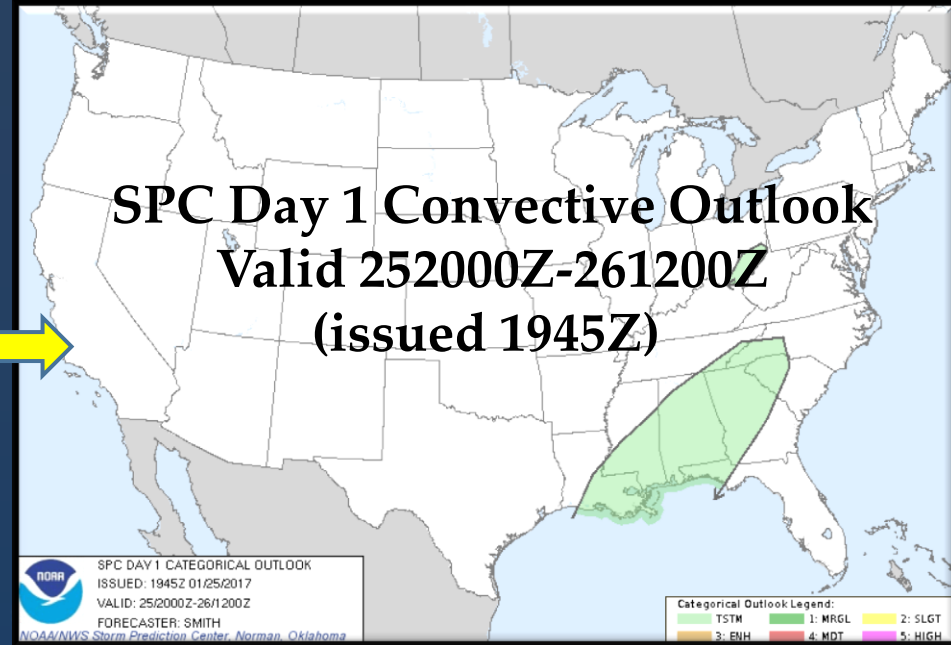 SPC Day 1 Convective Outlook
Valid 252000Z-261200Z
(issued 1945Z)
NOAA
SPC DAY 1 CATEGORICAL OUTLOOK
ISSUED: 1945Z 01/25/2017
VALID: 25/2000Z-26/1200Z
FORECASTER: SMITH
NOAA/NWS Storm Prediction Center, Norman, Oklahoma
Categorical Outlook Legend:
TSTM 1: MRGL 2: SLGT
3: ENH 4: MDT 5: HIGH